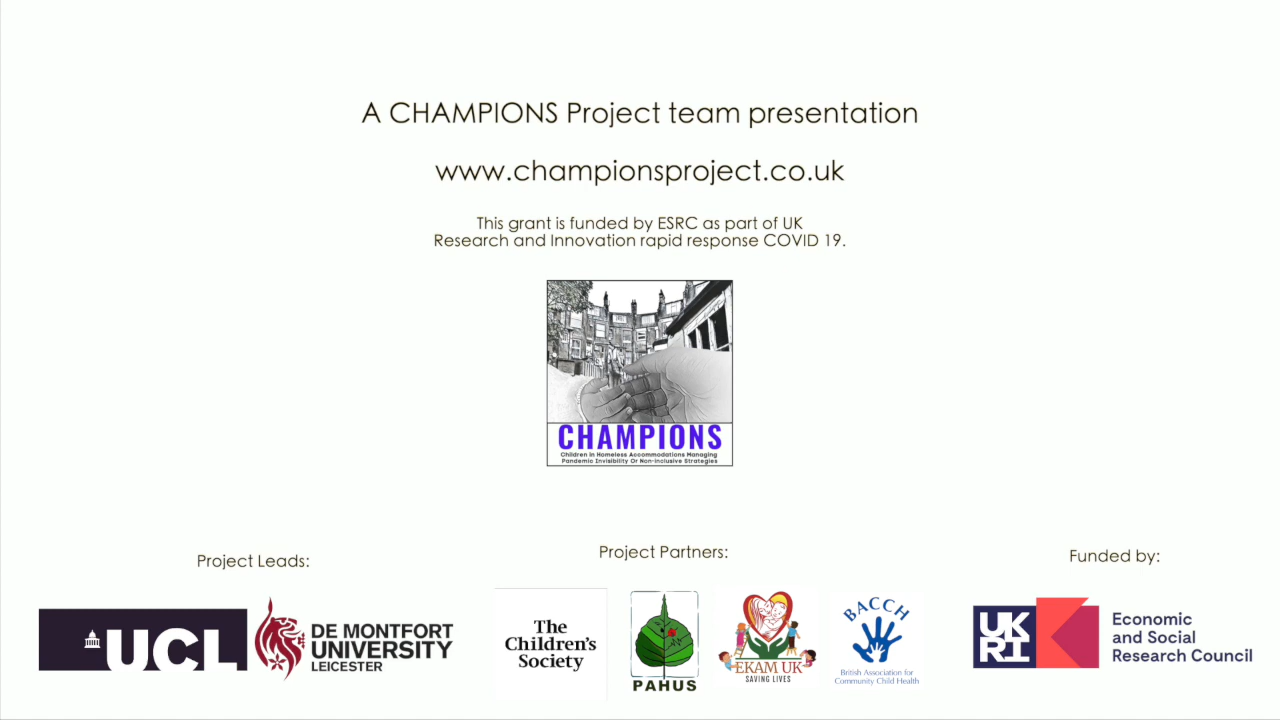 A CHAMPIONS Project team presentation
www.championsproject.co.uk
This grant is funded by ESRC as part of UK
Research and Innovation rapid response COVID 19.
CHAMPIONS
Children in Homeless Accommodations Managing
Pandemic Invisibility Or Non-inclusive Strategies
Project Leads:
UCL
DE MONTFORT
UNIVERSITY
LEICESTER
Project Partners:
The
Children's
Society
PAHUS
EKAM UK
SAVING LIVES
BACCH
British Association for
Community Child Health
Funded by:
UK
RI
Economic
and Social
Research Council